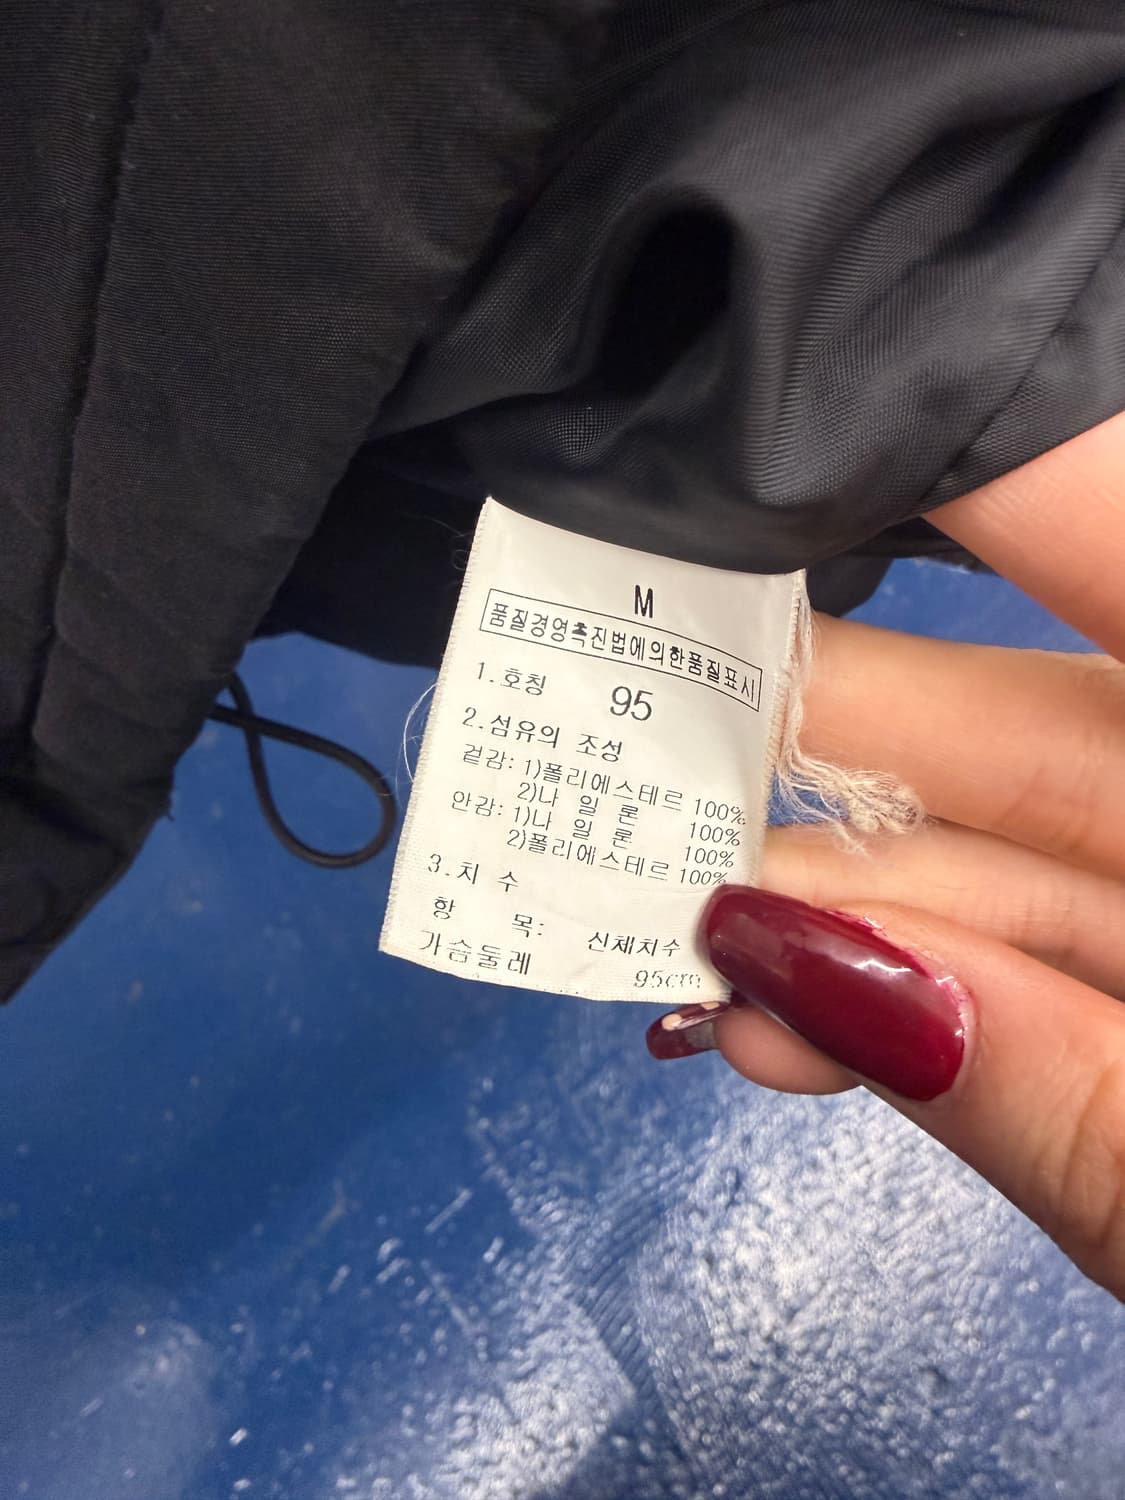 M
품질경영촉진법에의한품질표시
1.호칭 95
2.섬유의 조성
겉감: 1)폴리에스테르 100%
2)나 일 론 100%
안감: 1)나 일 론 100%
2)폴리에스테르 100%
3.치 수
항 목: 신체치수
가슴둘레 95cm